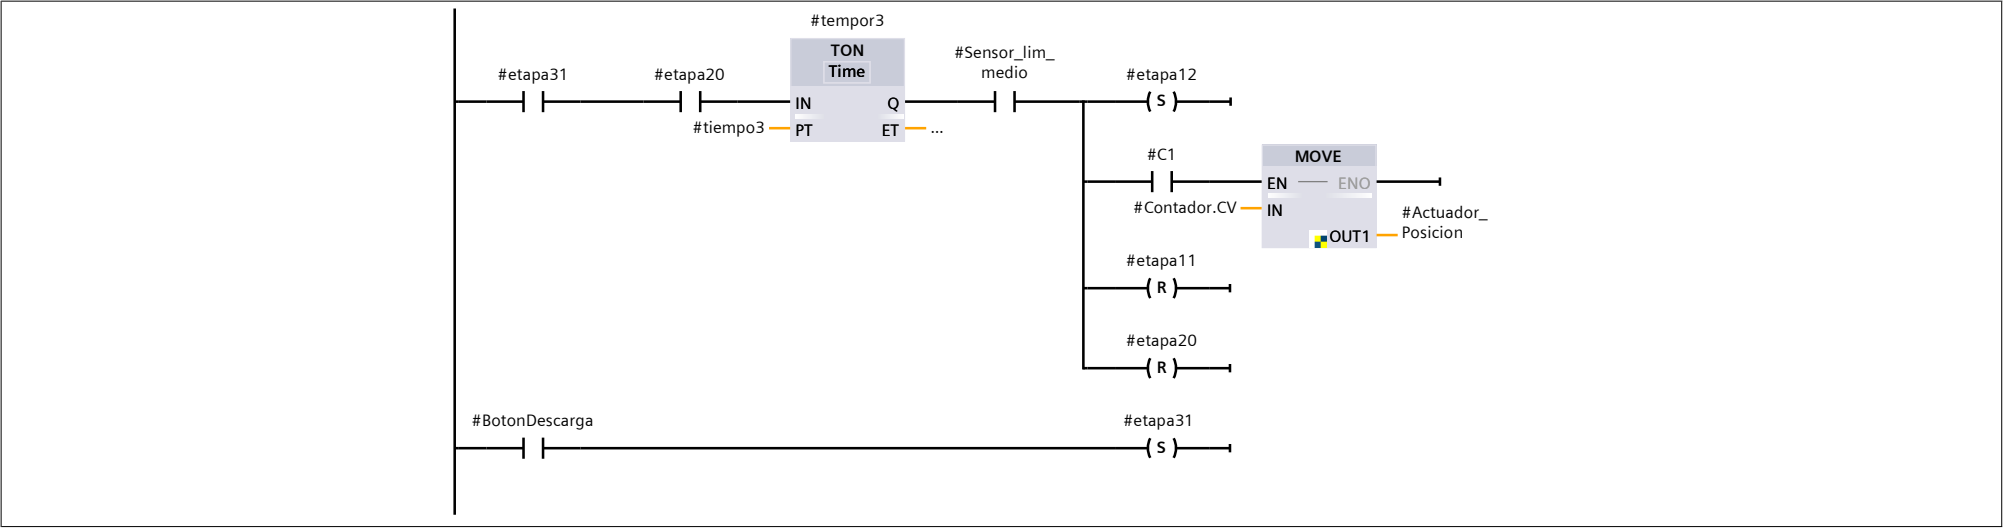 #tempor3
TON
Time
#Sensor_lim_
medio
#etapa31
#etapa20
#etapa12
IN
Q
S
#tiempo3
PT
ET
...
#C1
MOVE
EN
ENO
#Contador.CV
IN
#Actuador_
Posicion
OUT1
#etapa11
R
#etapa20
R
#BotonDescarga
#etapa31
S